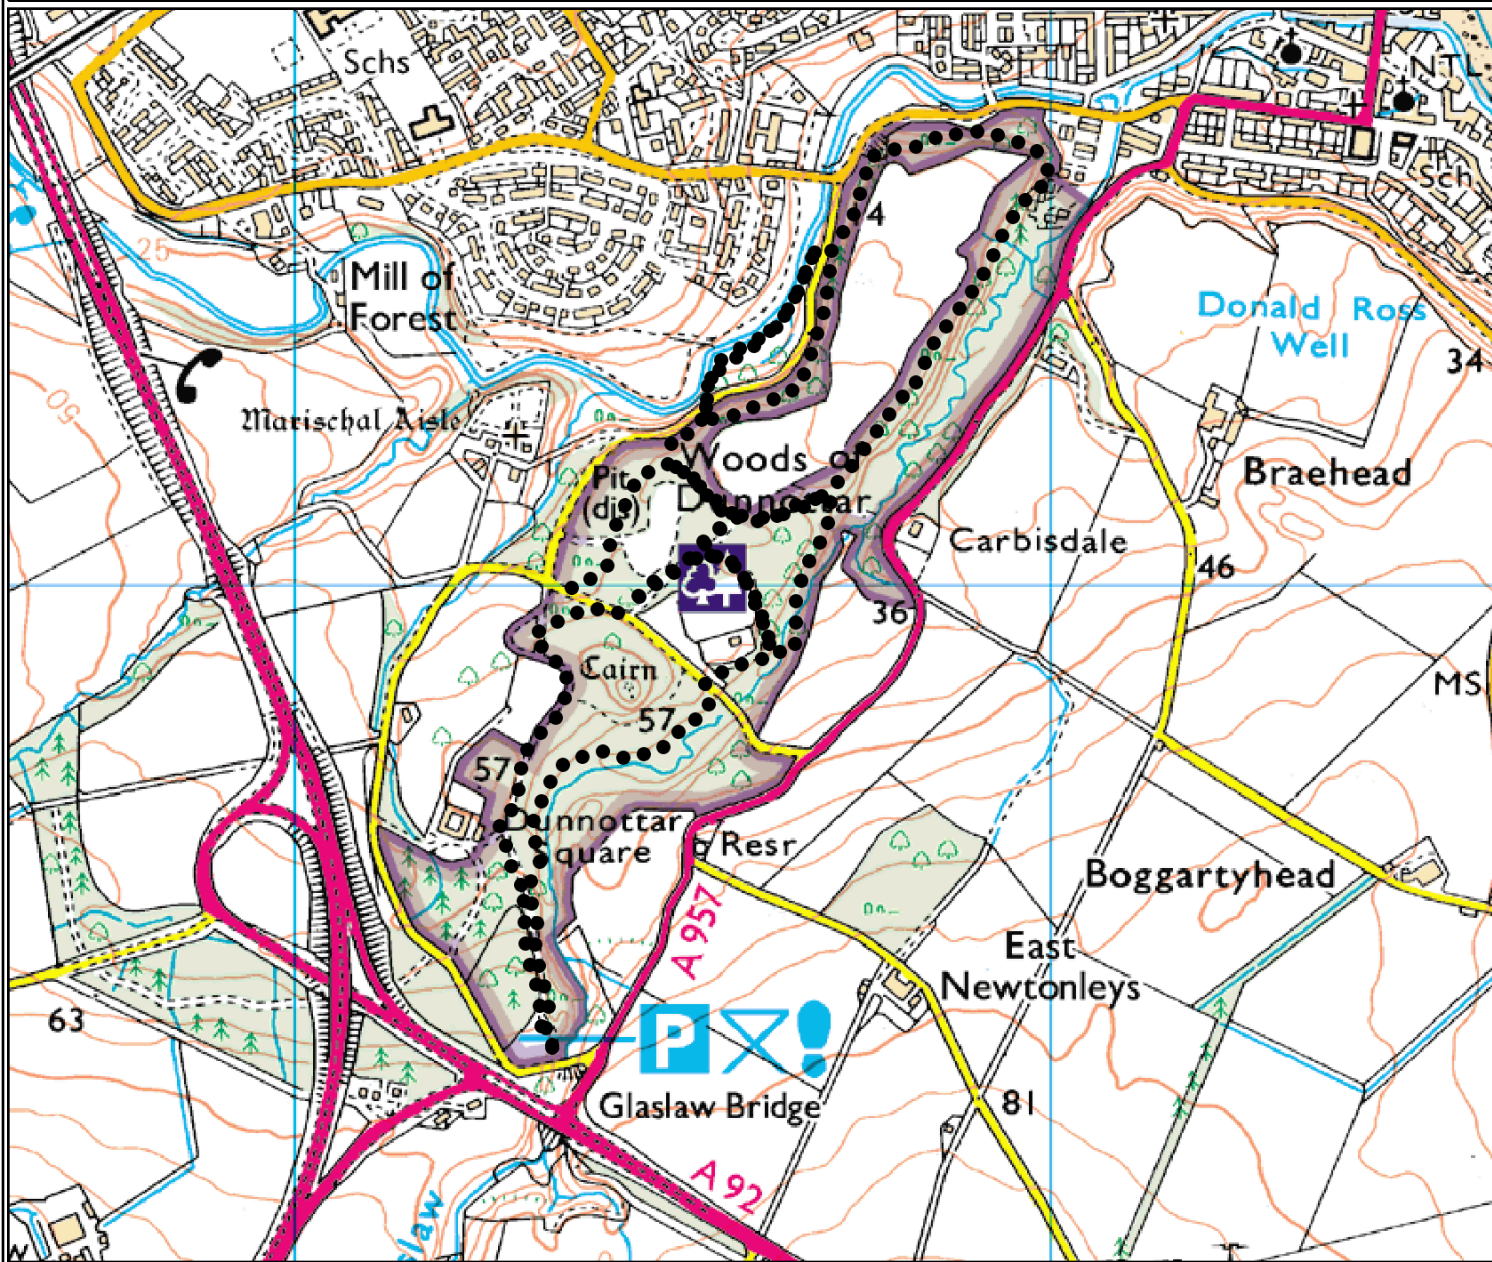 Schs
NTL
Sch
25
4
Mill of
Forest
Donald Ross
Well
34
50
Marischal Aisle
Woods of
Dunnottar
Pit
(dis)
Braehead
Carbisdale
46
36
Cairn
57
MS
57
Dunnottar
Square
Resr
Boggartyhead
A 957
East
Newtonleys
63
P
Glaslaw Bridge
81
A 92
slaw
W